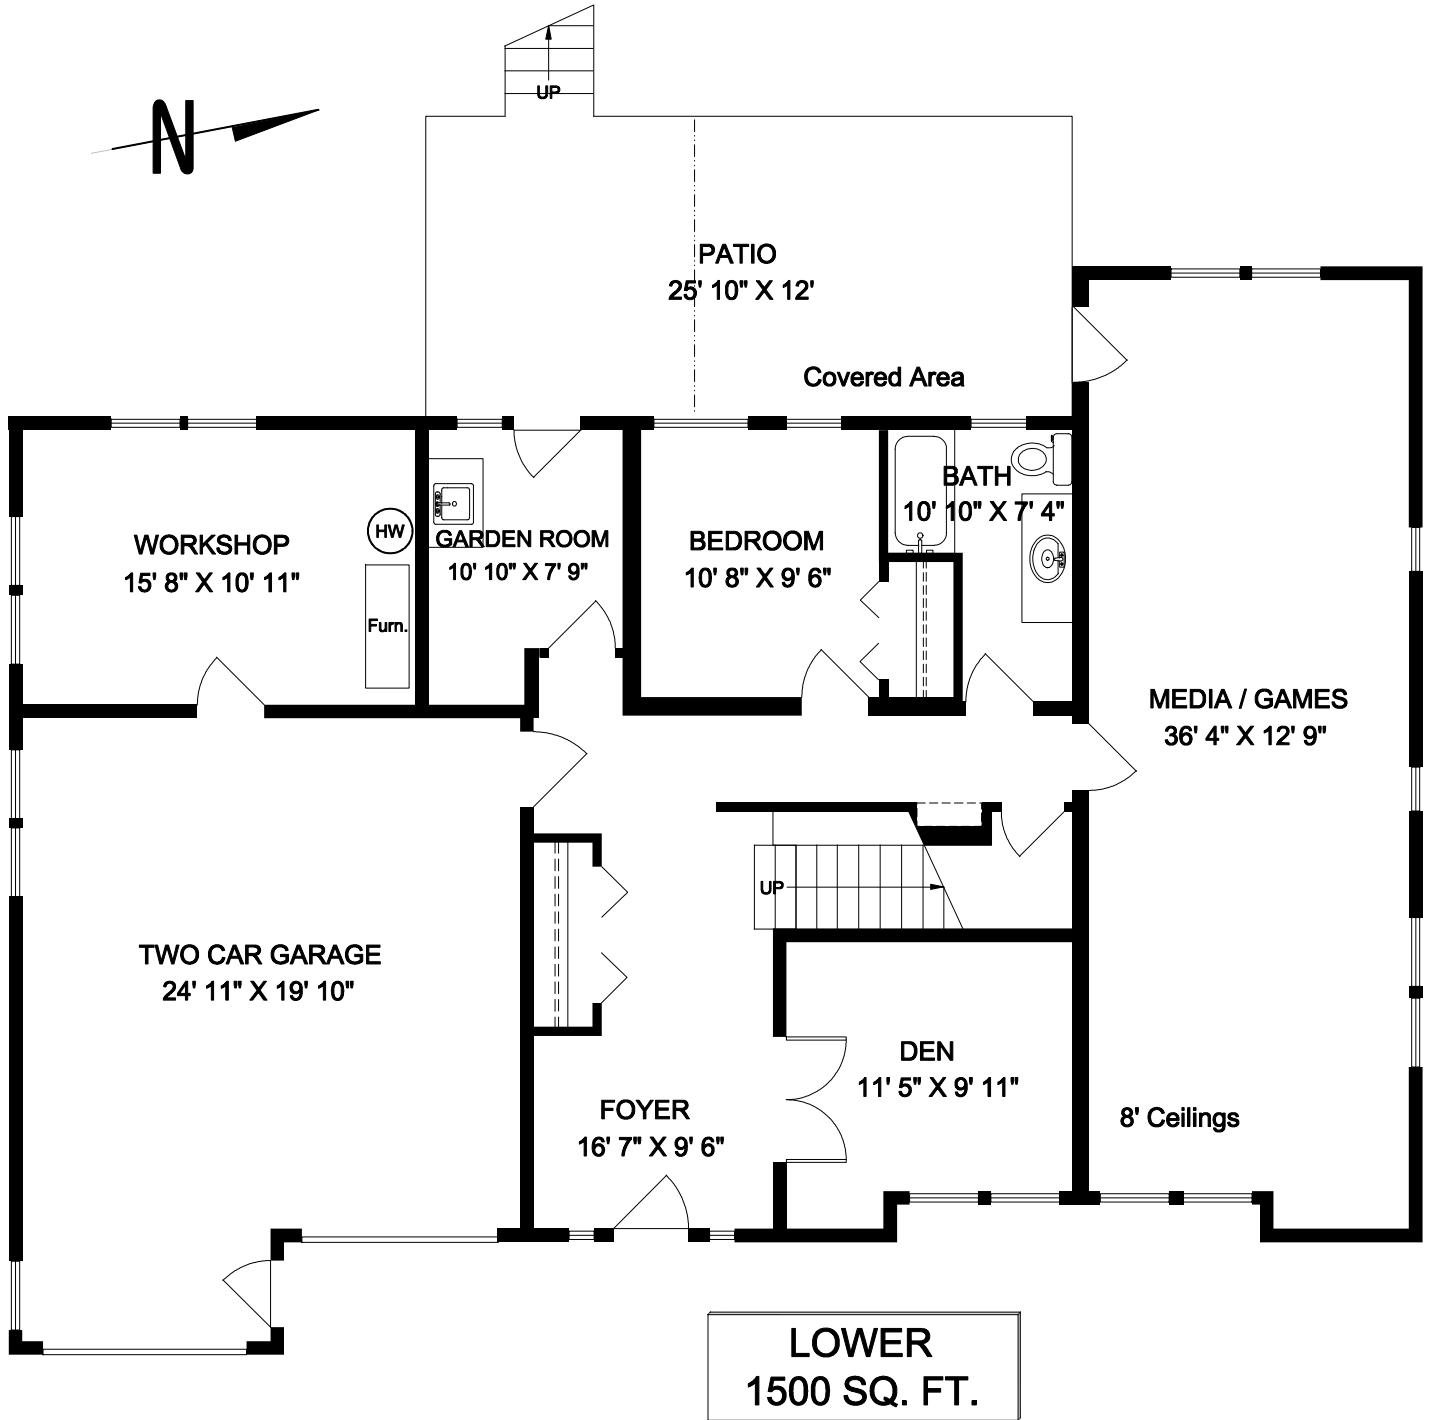 UP
N
PATIO
25' 10" X 12'
Covered Area
WORKSHOP
15' 8" X 10' 11"
HW
Furn.
GARDEN ROOM
10' 10" X 7' 9"
BEDROOM
10' 8" X 9' 6"
BATH
10' 10" X 7' 4"
MEDIA / GAMES
36' 4" X 12' 9"
UP
TWO CAR GARAGE
24' 11" X 19' 10"
DEN
11' 5" X 9' 11"
FOYER
16' 7" X 9' 6"
8' Ceilings
LOWER
1500 SQ. FT.